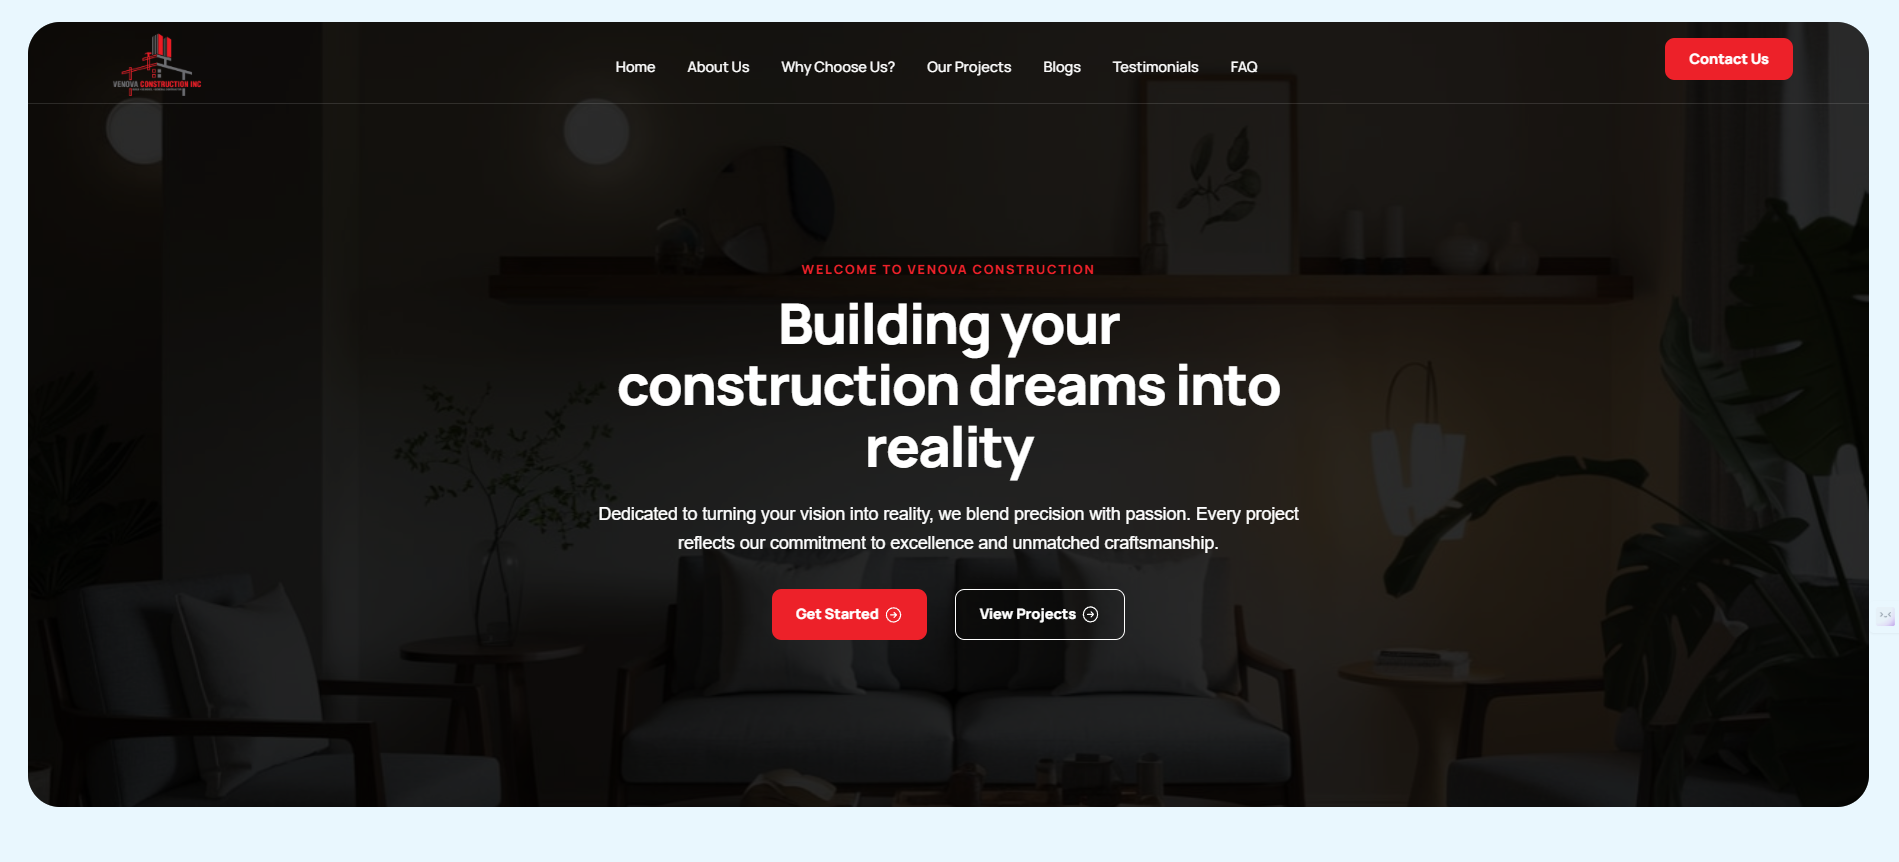 VENOVA CONSTRUCTION INC
Home
About Us
Why Choose Us?
Our Projects
Blogs
Testimonials
FAQ
Contact Us
WELCOME TO VENOVA CONSTRUCTION
Building your
construction dreams into
reality
Dedicated to turning your vision into reality, we blend precision with passion. Every project
reflects our commitment to excellence and unmatched craftsmanship.
Get Started
View Projects